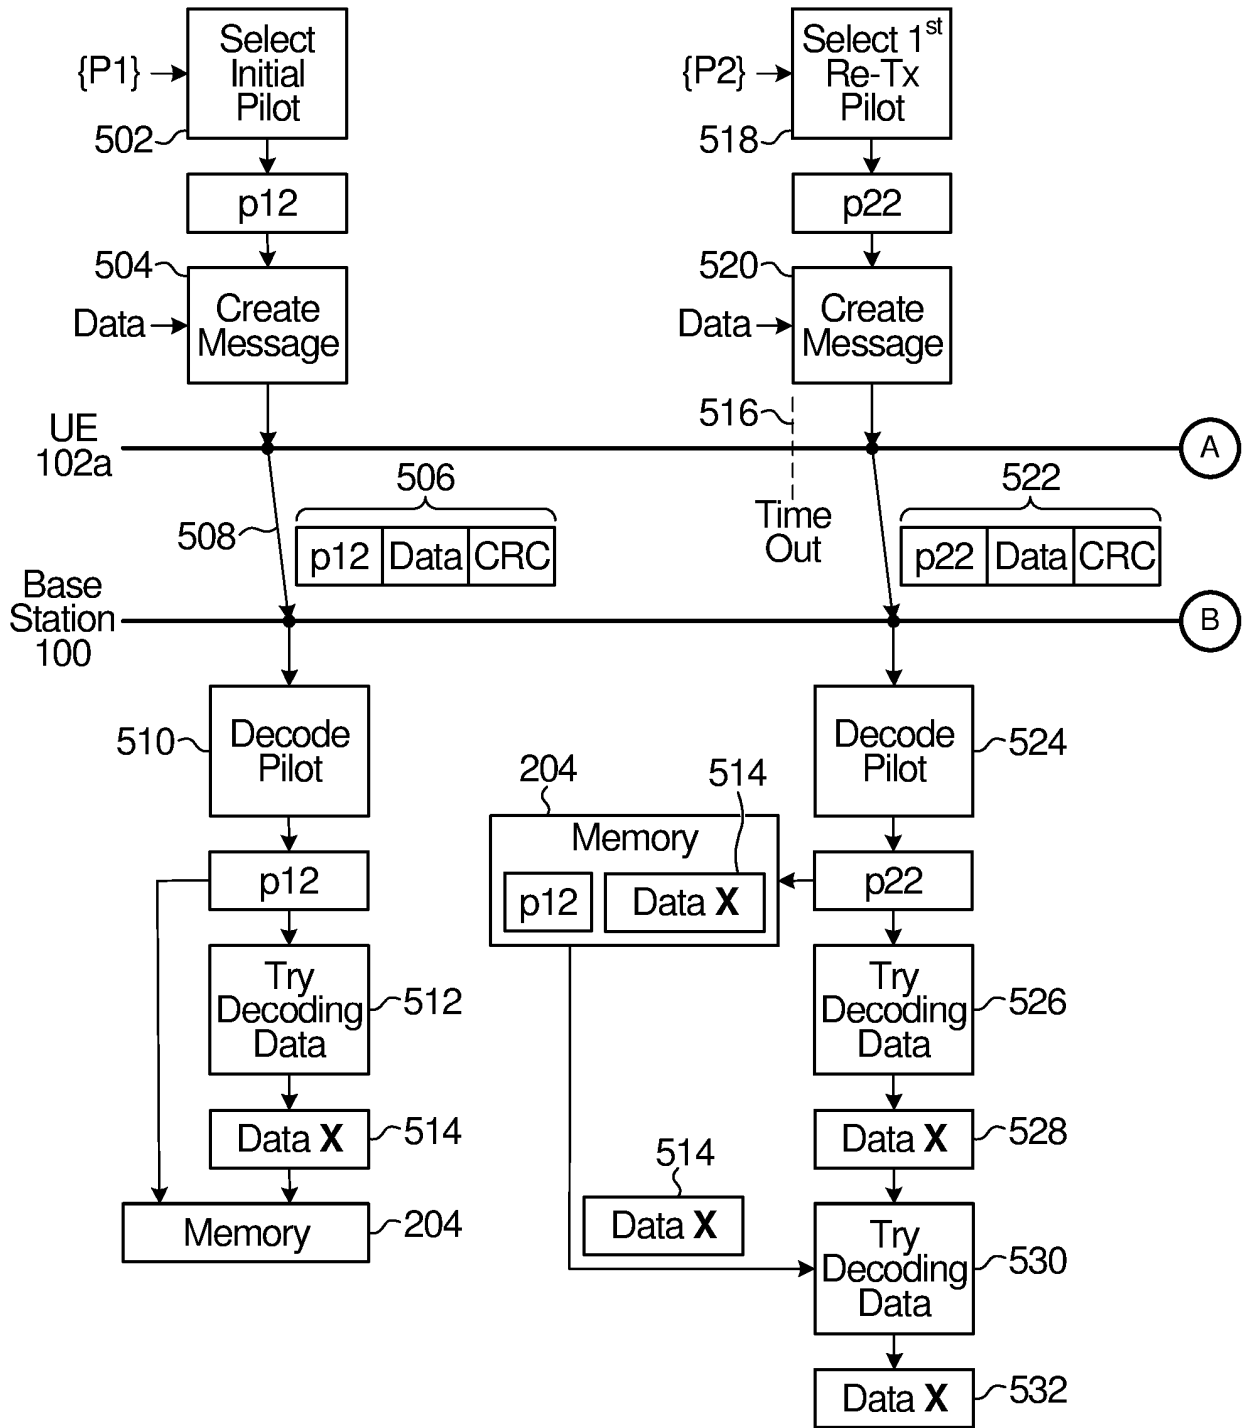 Select
Initial
Pilot
{P1}
502
p12
504
Create
Message
Data
Select 1st
Re-Tx
Pilot
{P2}
518
p22
520
Create
Message
Data
516
UE
102a
A
506
508
p12 Data CRC
Time
Out
522
p22 Data CRC
Base
Station
100
B
510
Decode
Pilot
p12
Try
Decoding
Data
512
Data X
514
Memory
204
204
514
Memory
p12
Data X
Decode
Pilot
524
p22
Try
Decoding
Data
526
Data X
528
514
Data X
Try
Decoding
Data
530
Data X
532